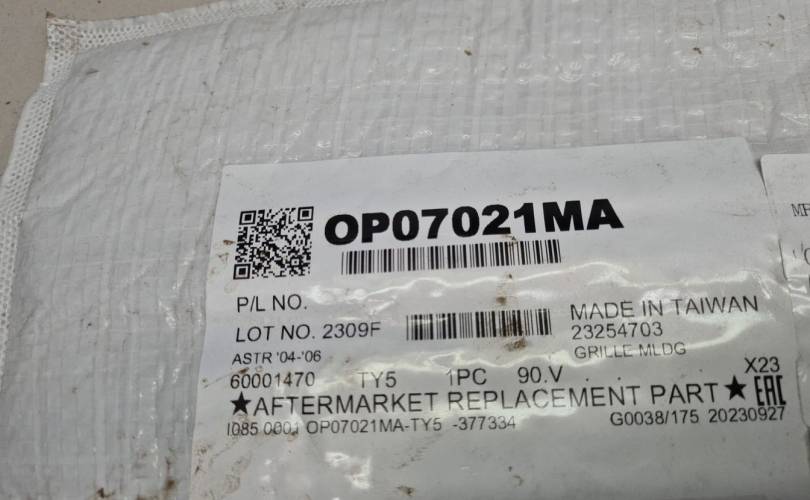 OP07021MA
P/L NO.
LOT NO. 2309F
MADE IN TAIWAN
23254703
ASTR '04-'06
GRILLE MLDG
60001470 TY5 1PC 90.V X23
★AFTERMARKET REPLACEMENT PART★ EAC
I085 0001 OP07021MA-TY5 -377334 G0038/175 20230927